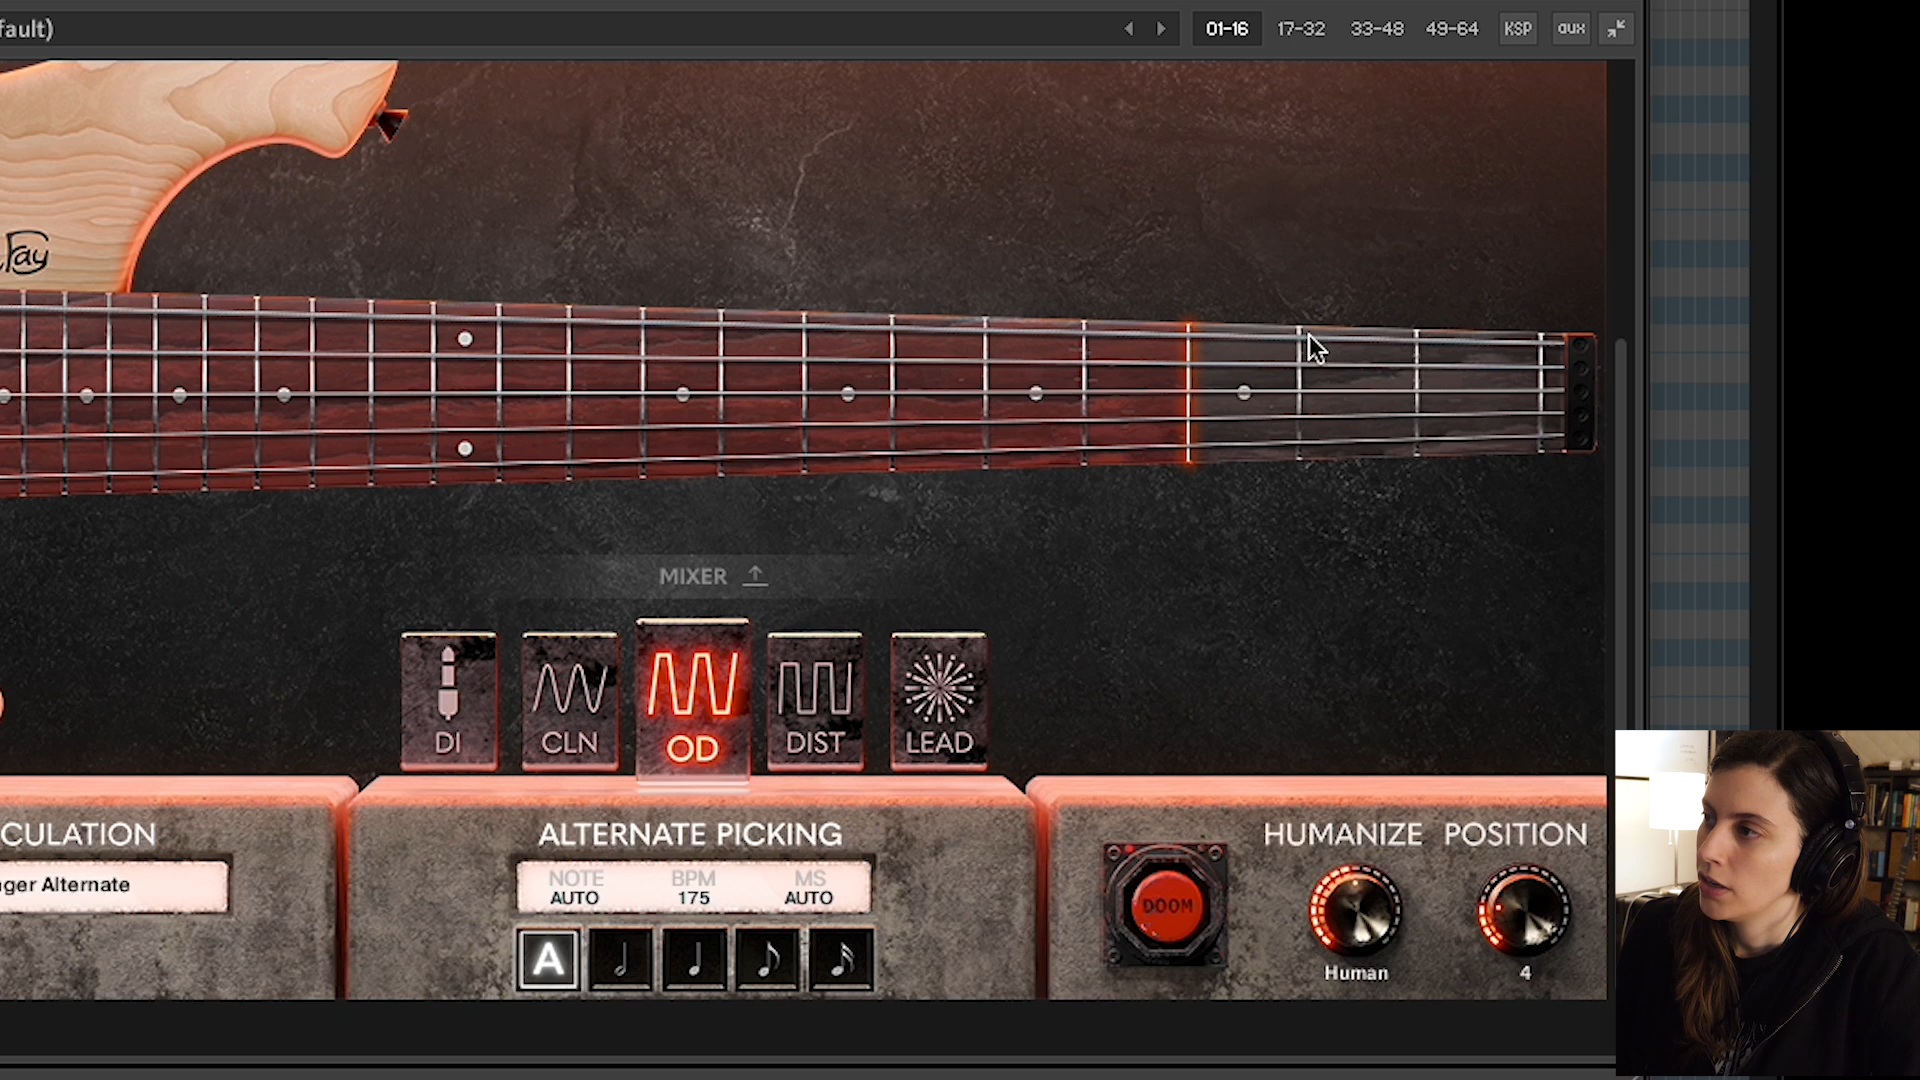 fault)
01-16 17-32 33-48 49-64 KSP aux
Fay
MIXER
DI CLN OD DIST LEAD
CULATION
ger Alternate
ALTERNATE PICKING
NOTE BPM MS
AUTO 175 AUTO
A
DOOM
HUMANIZE POSITION
Human 4